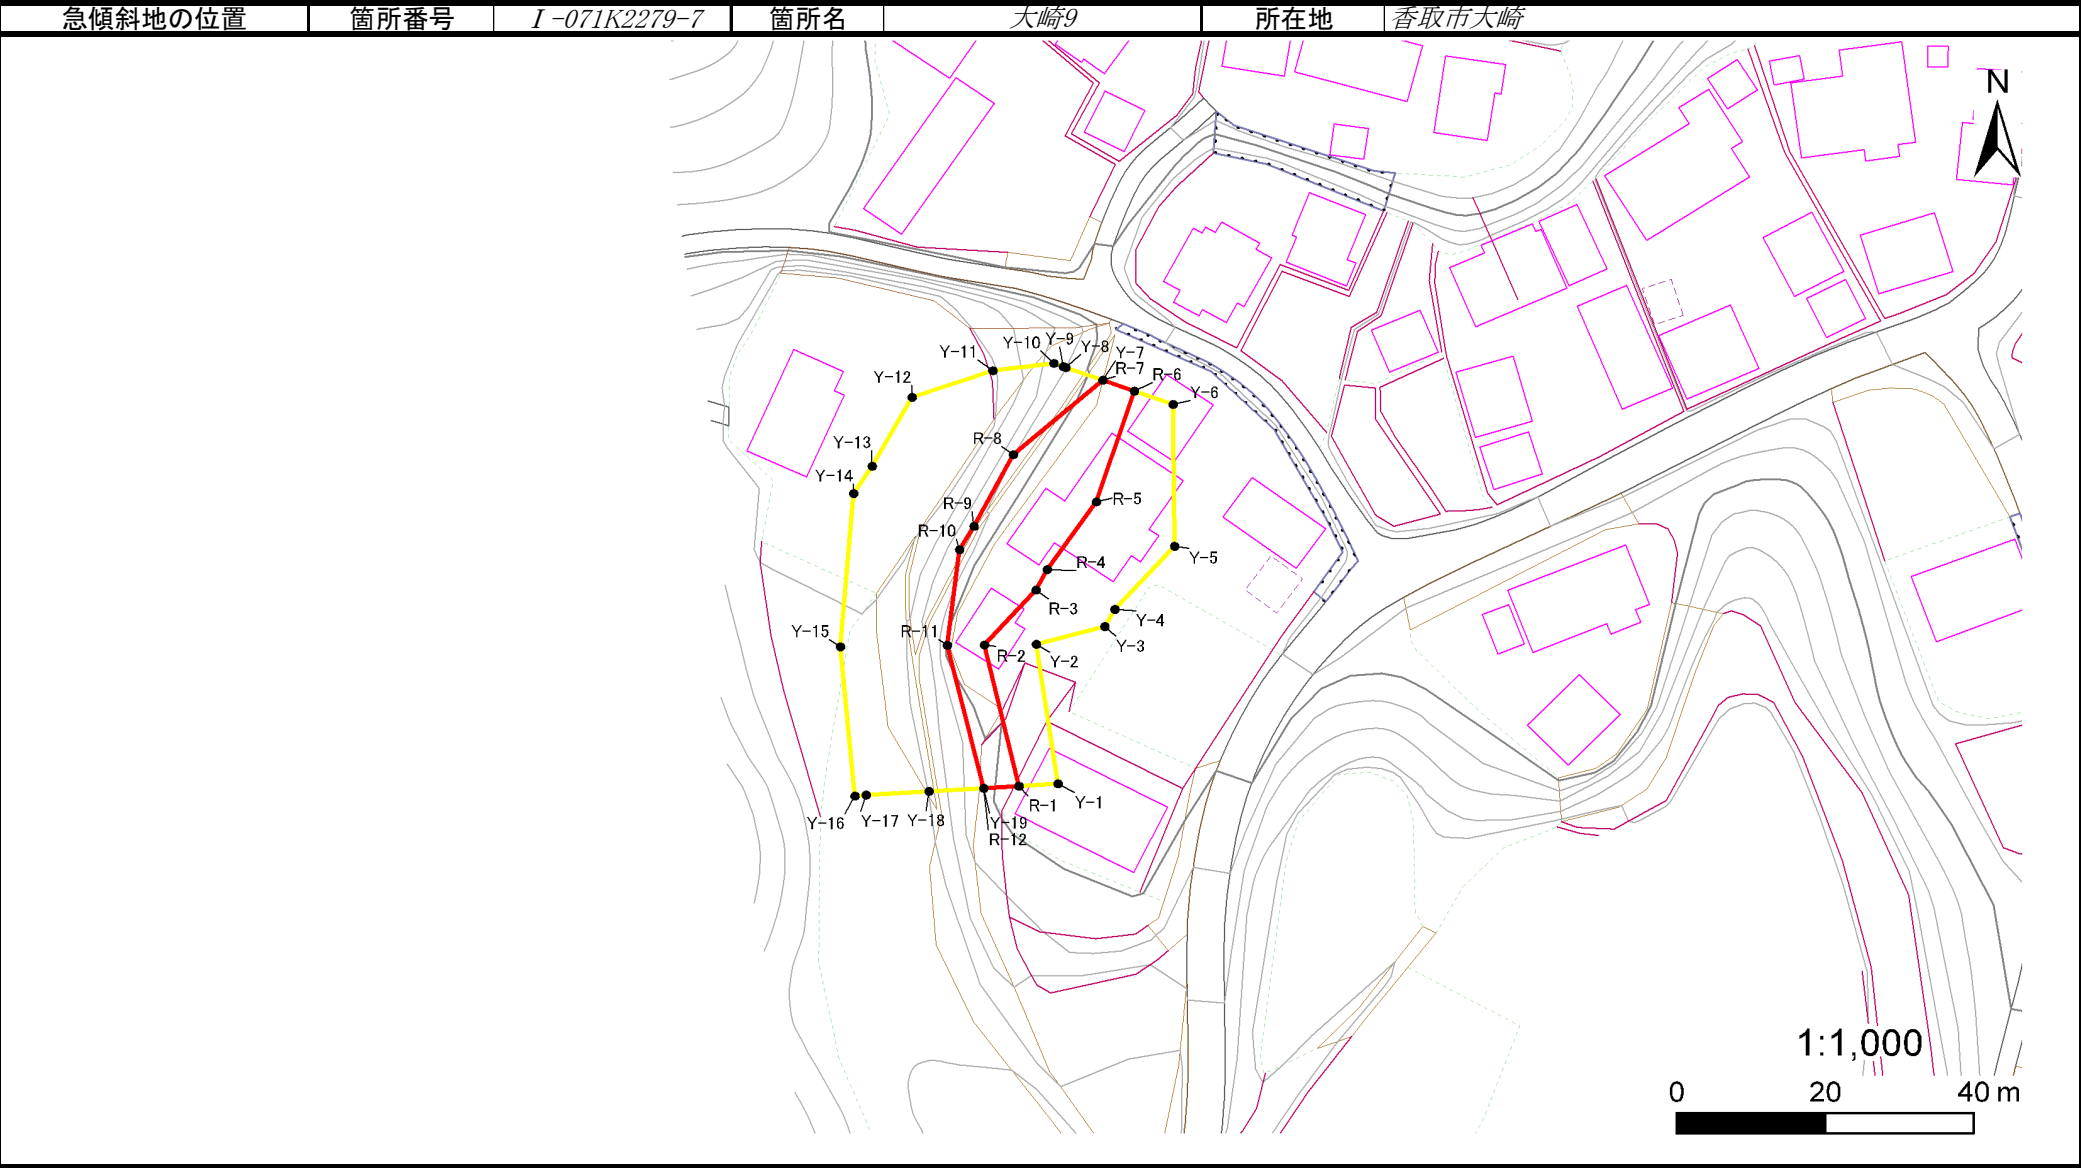 急傾斜地の位置 箇所番号 Ⅰ-071K2279-7 箇所名 大崎9 所在地 香取市大崎
N
Y-10 Y-9 Y-8 Y-7
Y-11 R-7 R-6
Y-12 Y-6
Y-13 R-8
Y-14
R-9 R-5
R-10 Y-5
R-4
R-3 Y-4
Y-15 R-11 R-2 Y-2 Y-3
R-1 Y-1
Y-16 Y-17 Y-18 Y-19
R-12
1:1,000
0 20 40 m